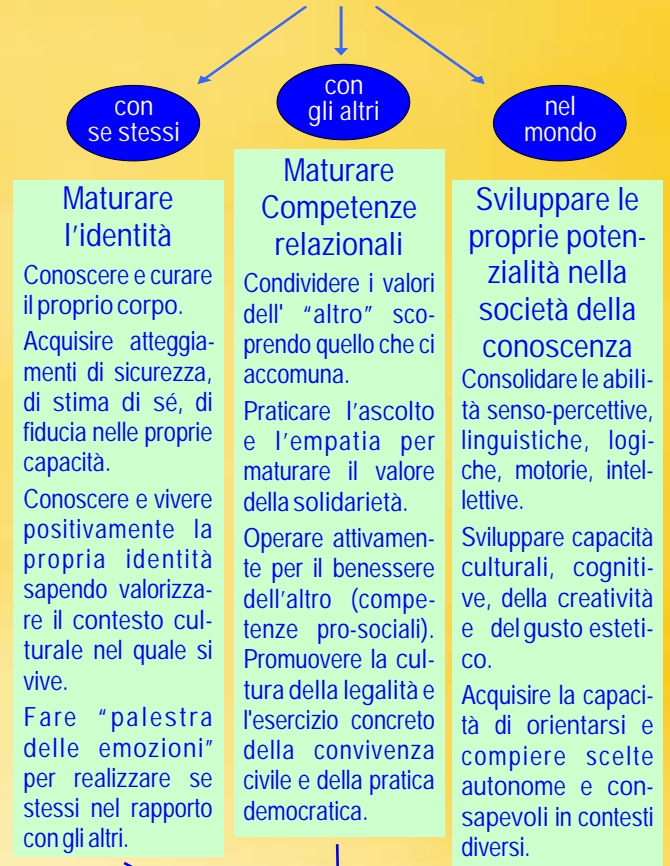 con
se stessi
con
gli altri
nel
mondo
Maturare
l'identità
Conoscere e curare
il proprio corpo.
Acquisire atteggia-
menti di sicurezza,
di stima di sé, di
fiducia nelle proprie
capacità.
Conoscere e vivere
positivamente la
propria identità
sapendo valorizza-
re il contesto cul-
turale nel quale si
vive.
Fare “palestra
delle emozioni”
per realizzare se
stessi nel rapporto
con gli altri.
Maturare
Competenze
relazionali
Condividere i valori
dell' “altro” sco-
prendo quello che ci
accomuna.
Praticare l'ascolto
e l'empatia per
maturare il valore
della solidarietà.
Operare attivamen-
te per il benessere
dell'altro (compe-
tenze pro-sociali).
Promuovere la cul-
tura della legalità e
l'esercizio concreto
della convivenza
civile e della pratica
democratica.
Sviluppare le
proprie poten-
zialità nella
società della
conoscenza
Consolidare le abili-
tà senso-percettive,
linguistiche, logi-
che, motorie, intel-
lettive.
Sviluppare capacità
culturali, cogniti-
ve, della creatività
e del gusto esteti-
co.
Acquisire la capaci-
tà di orientarsi e
compiere scelte
autonome e con-
sapevoli in contesti
diversi.